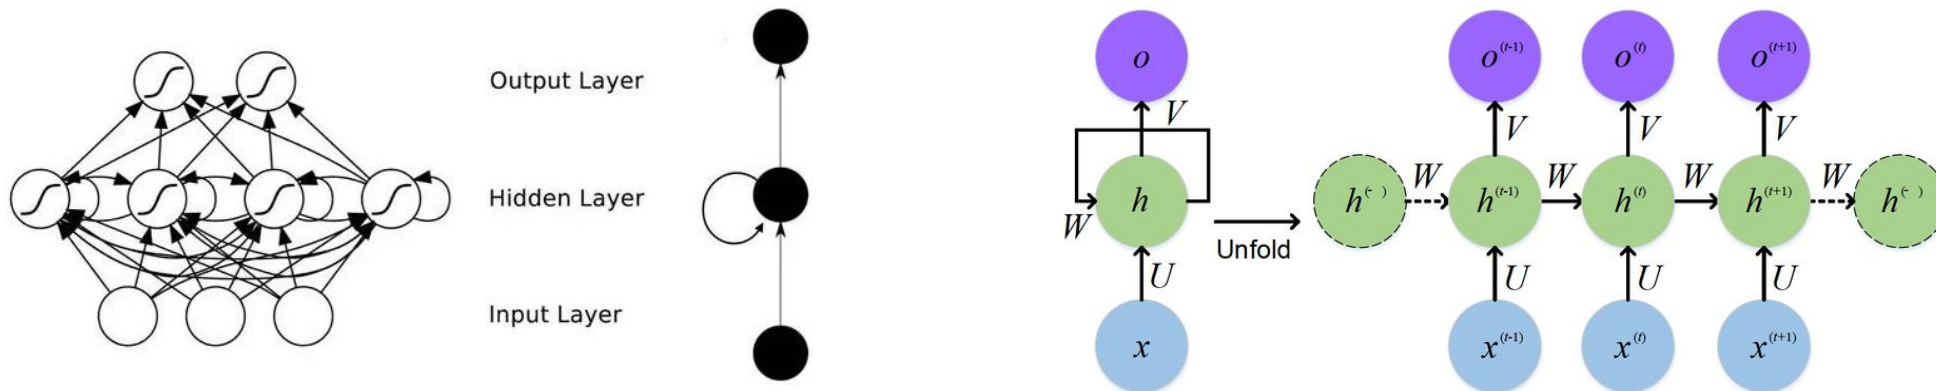 Output Layer
Hidden Layer
Input Layer
o
V
h
W
U
x
Unfold
o^(t-1) o^(t) o^(t+1)
V V V
h^(- ) W h^(t-1) W h^(t) W h^(t+1) W h^(- )
U U U
x^(t-1) x^(t) x^(t+1)